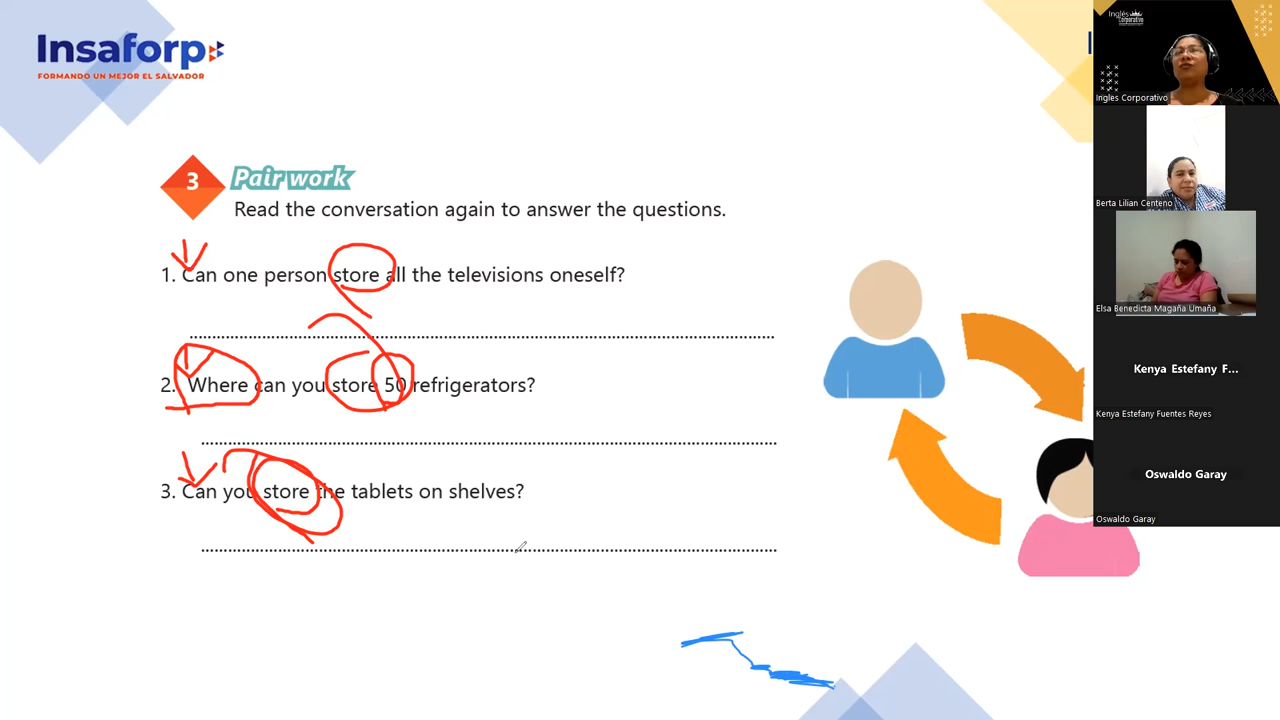 Insaforp
FORMANDO UN MEJOR EL SALVADOR
3
Pair work
Read the conversation again to answer the questions.
1. Can one person store all the televisions oneself?
2. Where can you store 50 refrigerators?
3. Can you store the tablets on shelves?
Inglés
Corporativo
Ingles Corporativo
Berta Lilian Centeno
Elsa Benedicta Magaña Umaña
Kenya Estefany F...
Kenya Estefany Fuentes Reyes
Oswaldo Garay
Oswaldo Garay